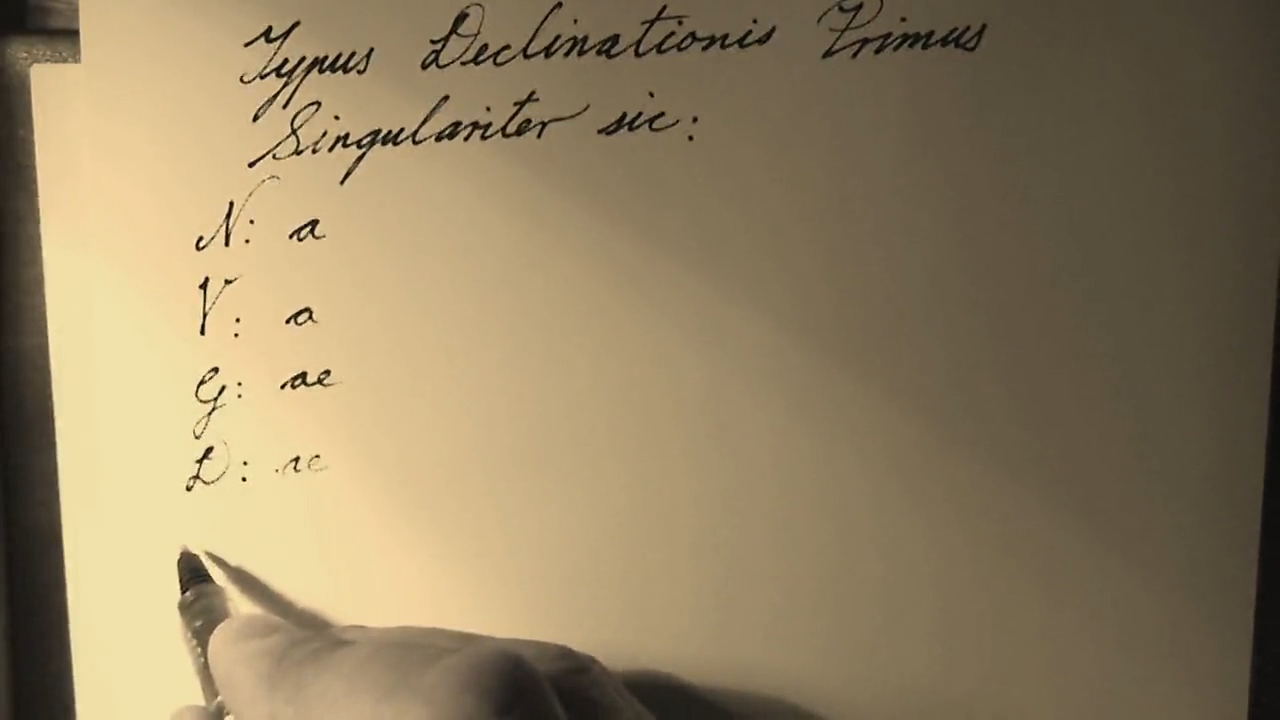 Typus Declinationis Primus
Singulariter sic:
N: a
V: a
G: ae
D: ae